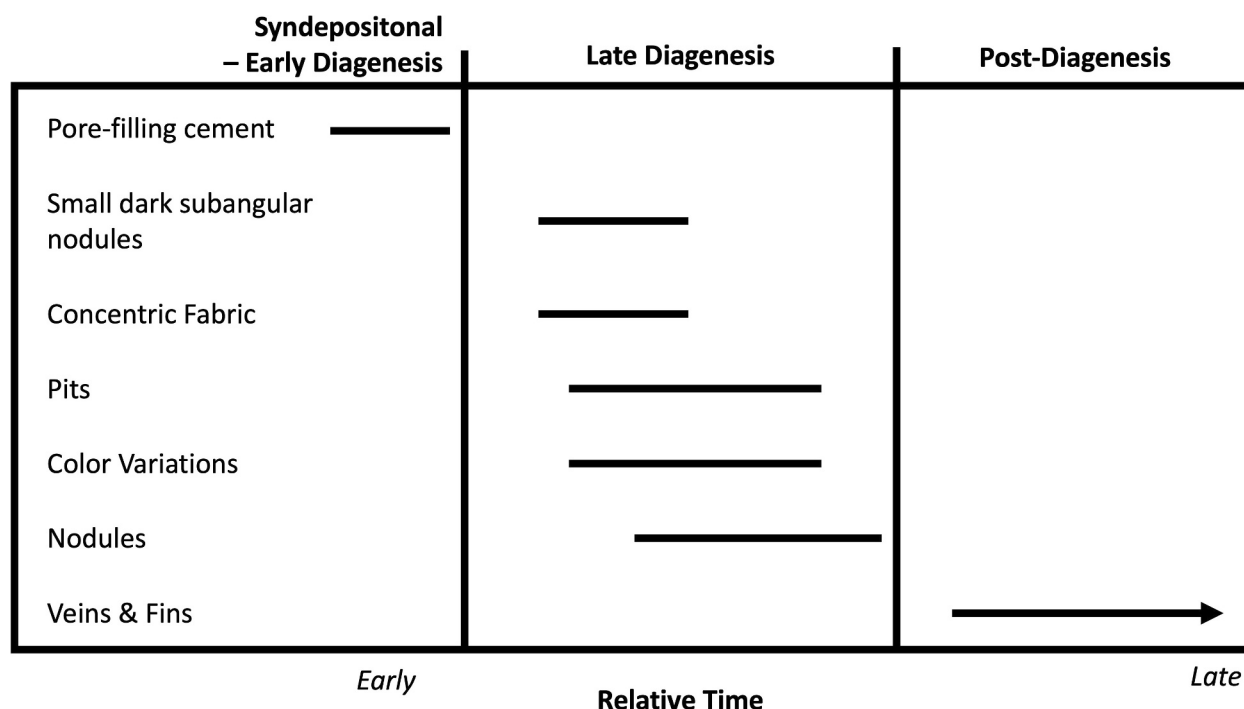 Syndepositonal
– Early Diagenesis
Late Diagenesis
Post-Diagenesis
Pore-filling cement
Small dark subangular
nodules
Concentric Fabric
Pits
Color Variations
Nodules
Veins & Fins
Early
Late
Relative Time